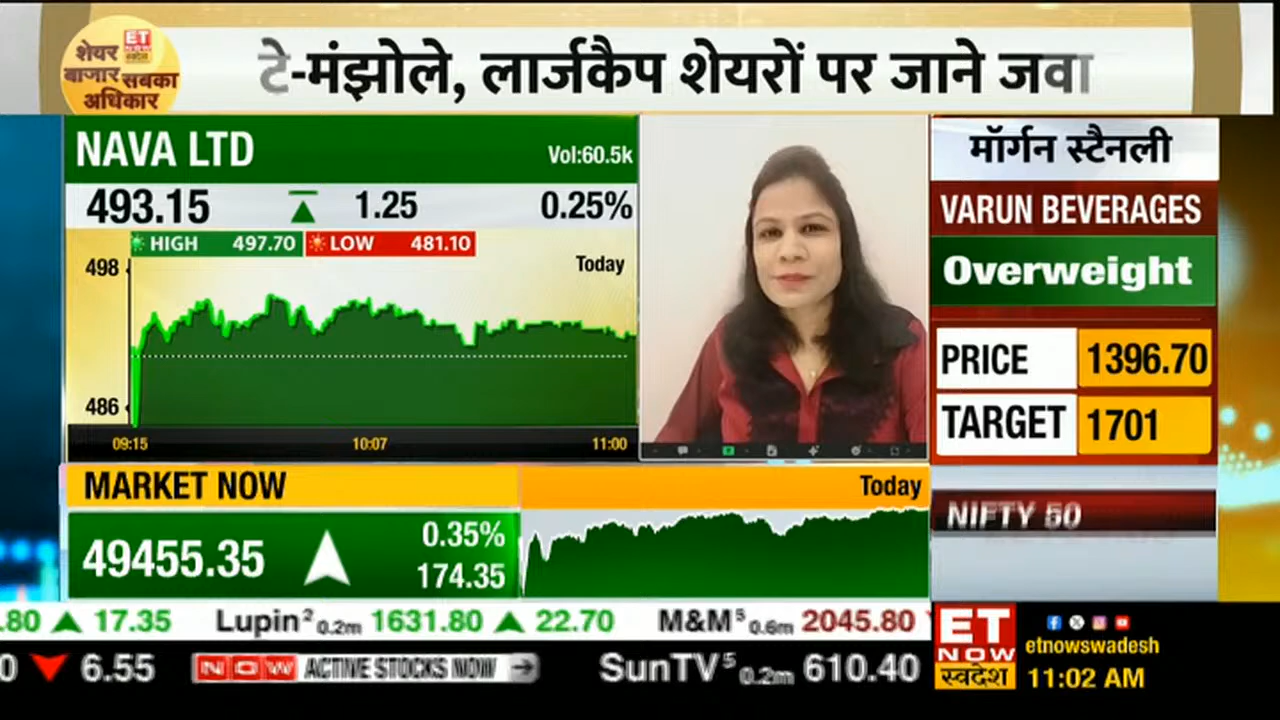 शेयर
ET
NOW
स्वदेश
बाजार सबका
अधिकार
टे-मंझोले, लार्जकैप शेयरों पर जाने जवा
NAVA LTD
Vol:60.5k
493.15 1.25 0.25%
HIGH 497.70 LOW 481.10
Today
498
486
09:15 10:07 11:00
मॉर्गन स्टैनली
VARUN BEVERAGES
Overweight
PRICE 1396.70
TARGET 1701
NIFTY 50
MARKET NOW
Today
49455.35
0.35%
174.35
.80 ▲ 17.35 Lupin² 0.2m 1631.80 ▲ 22.70 M&M⁵ 0.6m 2045.80
0 ▼ 6.55 NOW ACTIVE STOCKS NOW → SunTV⁵ 0.2m 610.40
ET
NOW
स्वदेश
etnowswadesh
11:02 AM